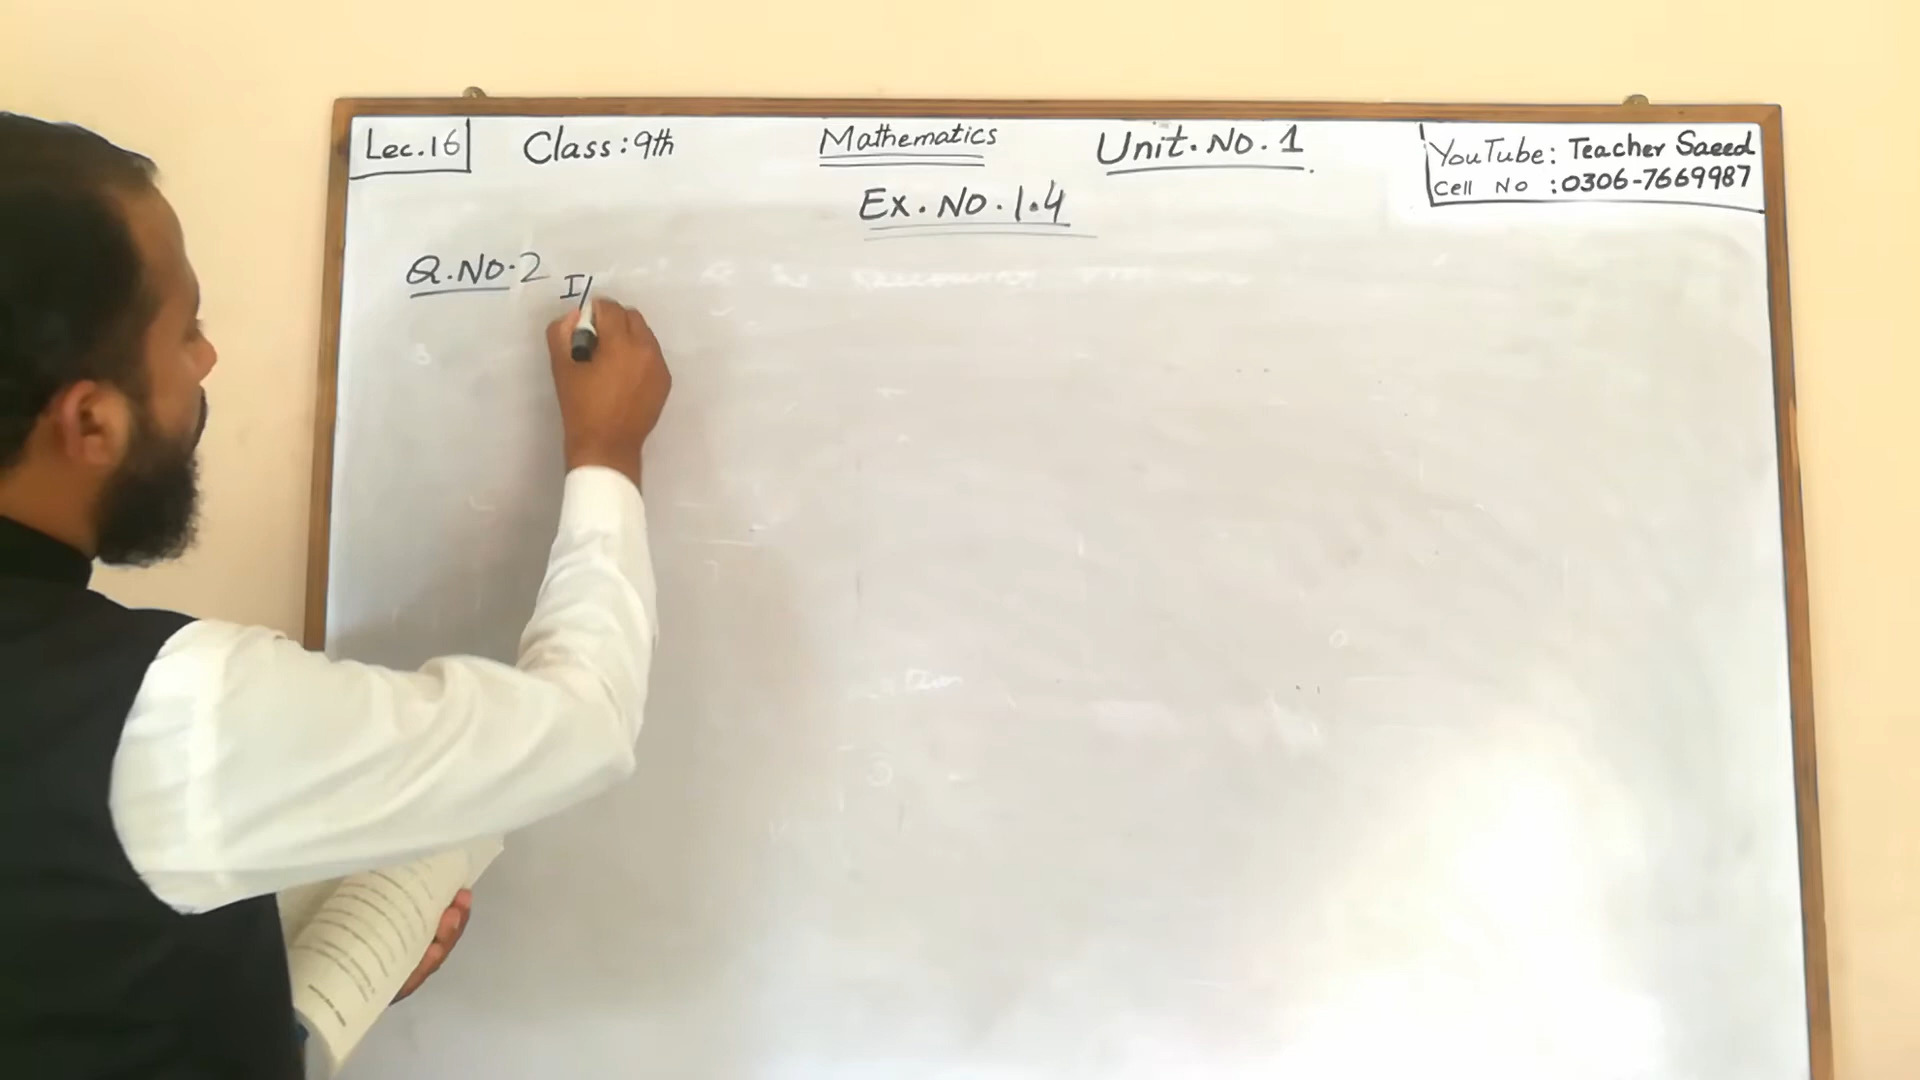 Lec.16 Class: 9th Mathematics Unit. No. 1 YouTube: Teacher Saeed
Cell No : 0306-7669987
Ex. No. 1.4
Q. No. 2